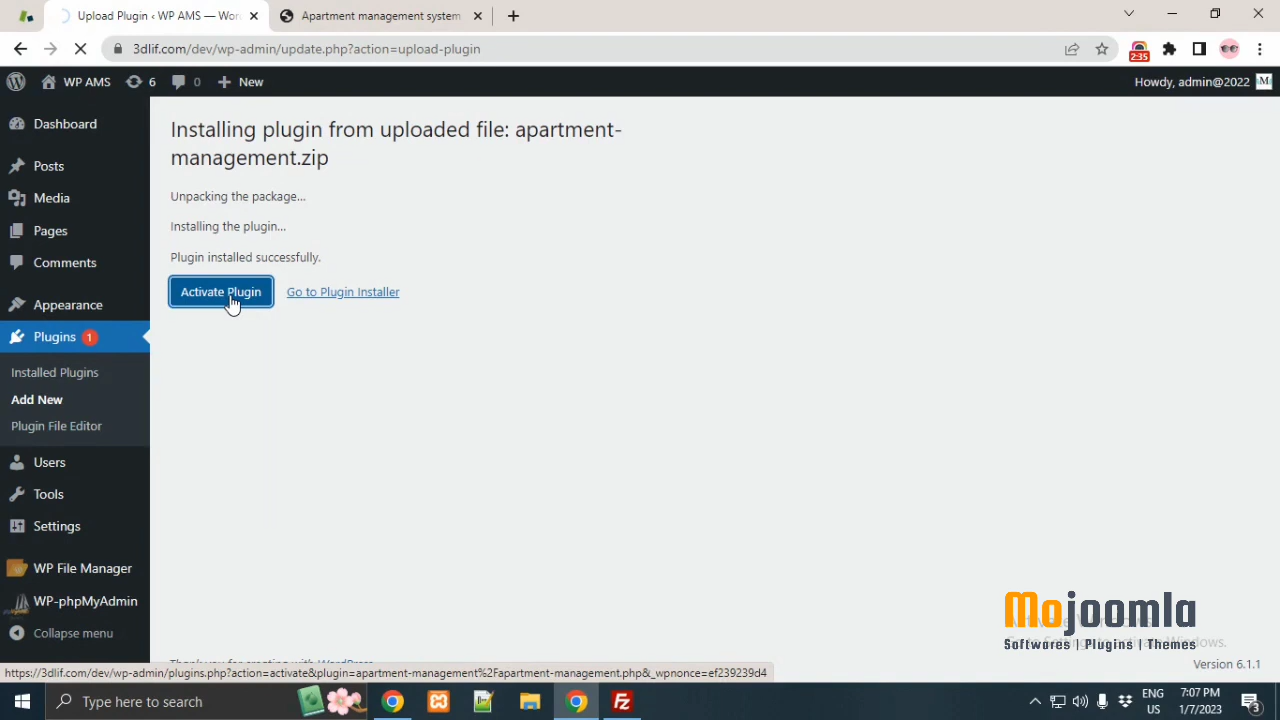 Upload Plugin ‹ WP AMS — Wor
Apartment management system
3dlif.com/dev/wp-admin/update.php?action=upload-plugin
2:35
WP AMS 6 0 New
Howdy, admin@2022
Dashboard
Posts
Media
Pages
Comments
Appearance
Plugins 1
Installed Plugins
Add New
Plugin File Editor
Users
Tools
Settings
WP File Manager
WP-phpMyAdmin
Collapse menu
Installing plugin from uploaded file: apartment-
management.zip
Unpacking the package...
Installing the plugin...
Plugin installed successfully.
Activate Plugin Go to Plugin Installer
Mojoomla
Softwares | Plugins | Themes
Version 6.1.1
https://3dlif.com/dev/wp-admin/plugins.php?action=activate&plugin=apartment-management%2Fapartment-management.php&_wpnonce=ef239239d4
Type here to search
ENG
US
7:07 PM
1/7/2023
3